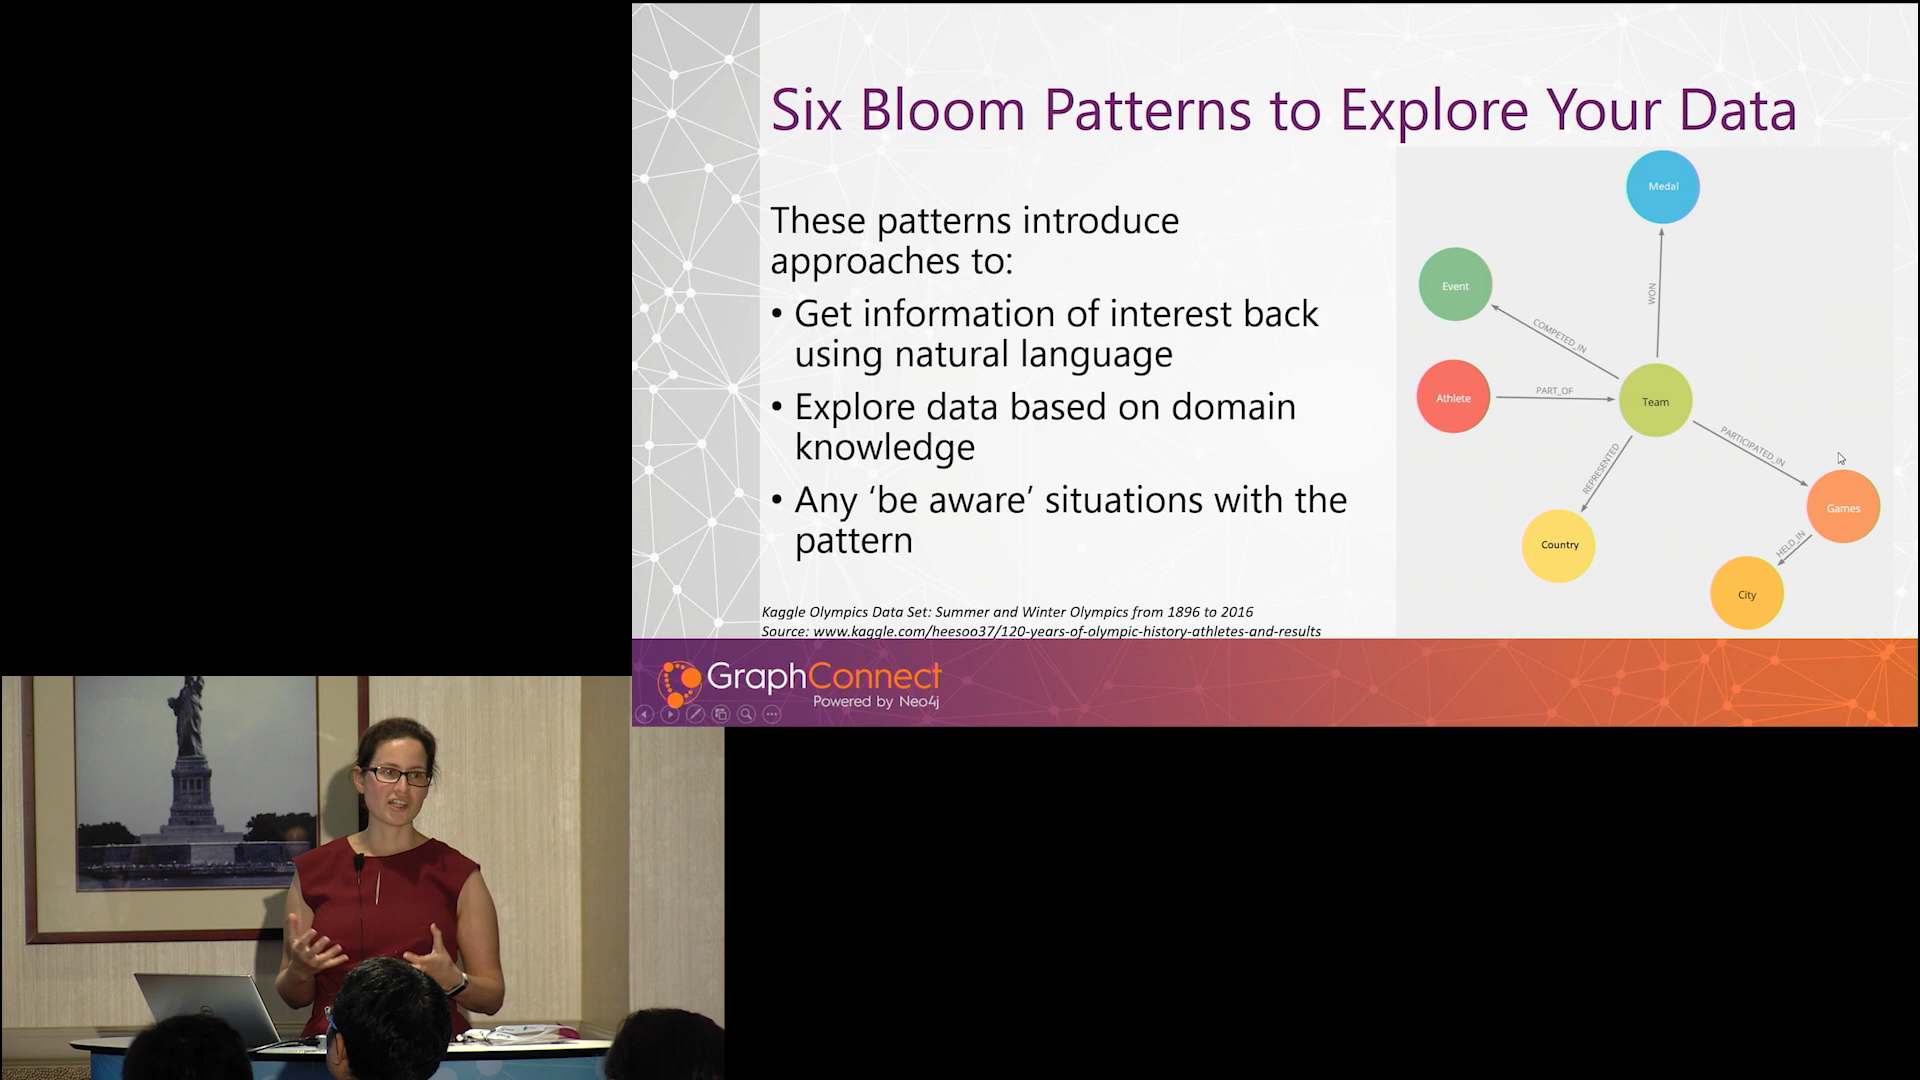 Six Bloom Patterns to Explore Your Data
These patterns introduce
approaches to:
• Get information of interest back
using natural language
• Explore data based on domain
knowledge
• Any ‘be aware’ situations with the
pattern
Medal
WON
Event
COMPETED_IN
Athlete
PART_OF
Team
PARTICIPATED_IN
REPRESENTED
Games
Country
HELD_IN
City
Kaggle Olympics Data Set: Summer and Winter Olympics from 1896 to 2016
Source: www.kaggle.com/heesoo37/120-years-of-olympic-history-athletes-and-results
GraphConnect
Powered by Neo4j